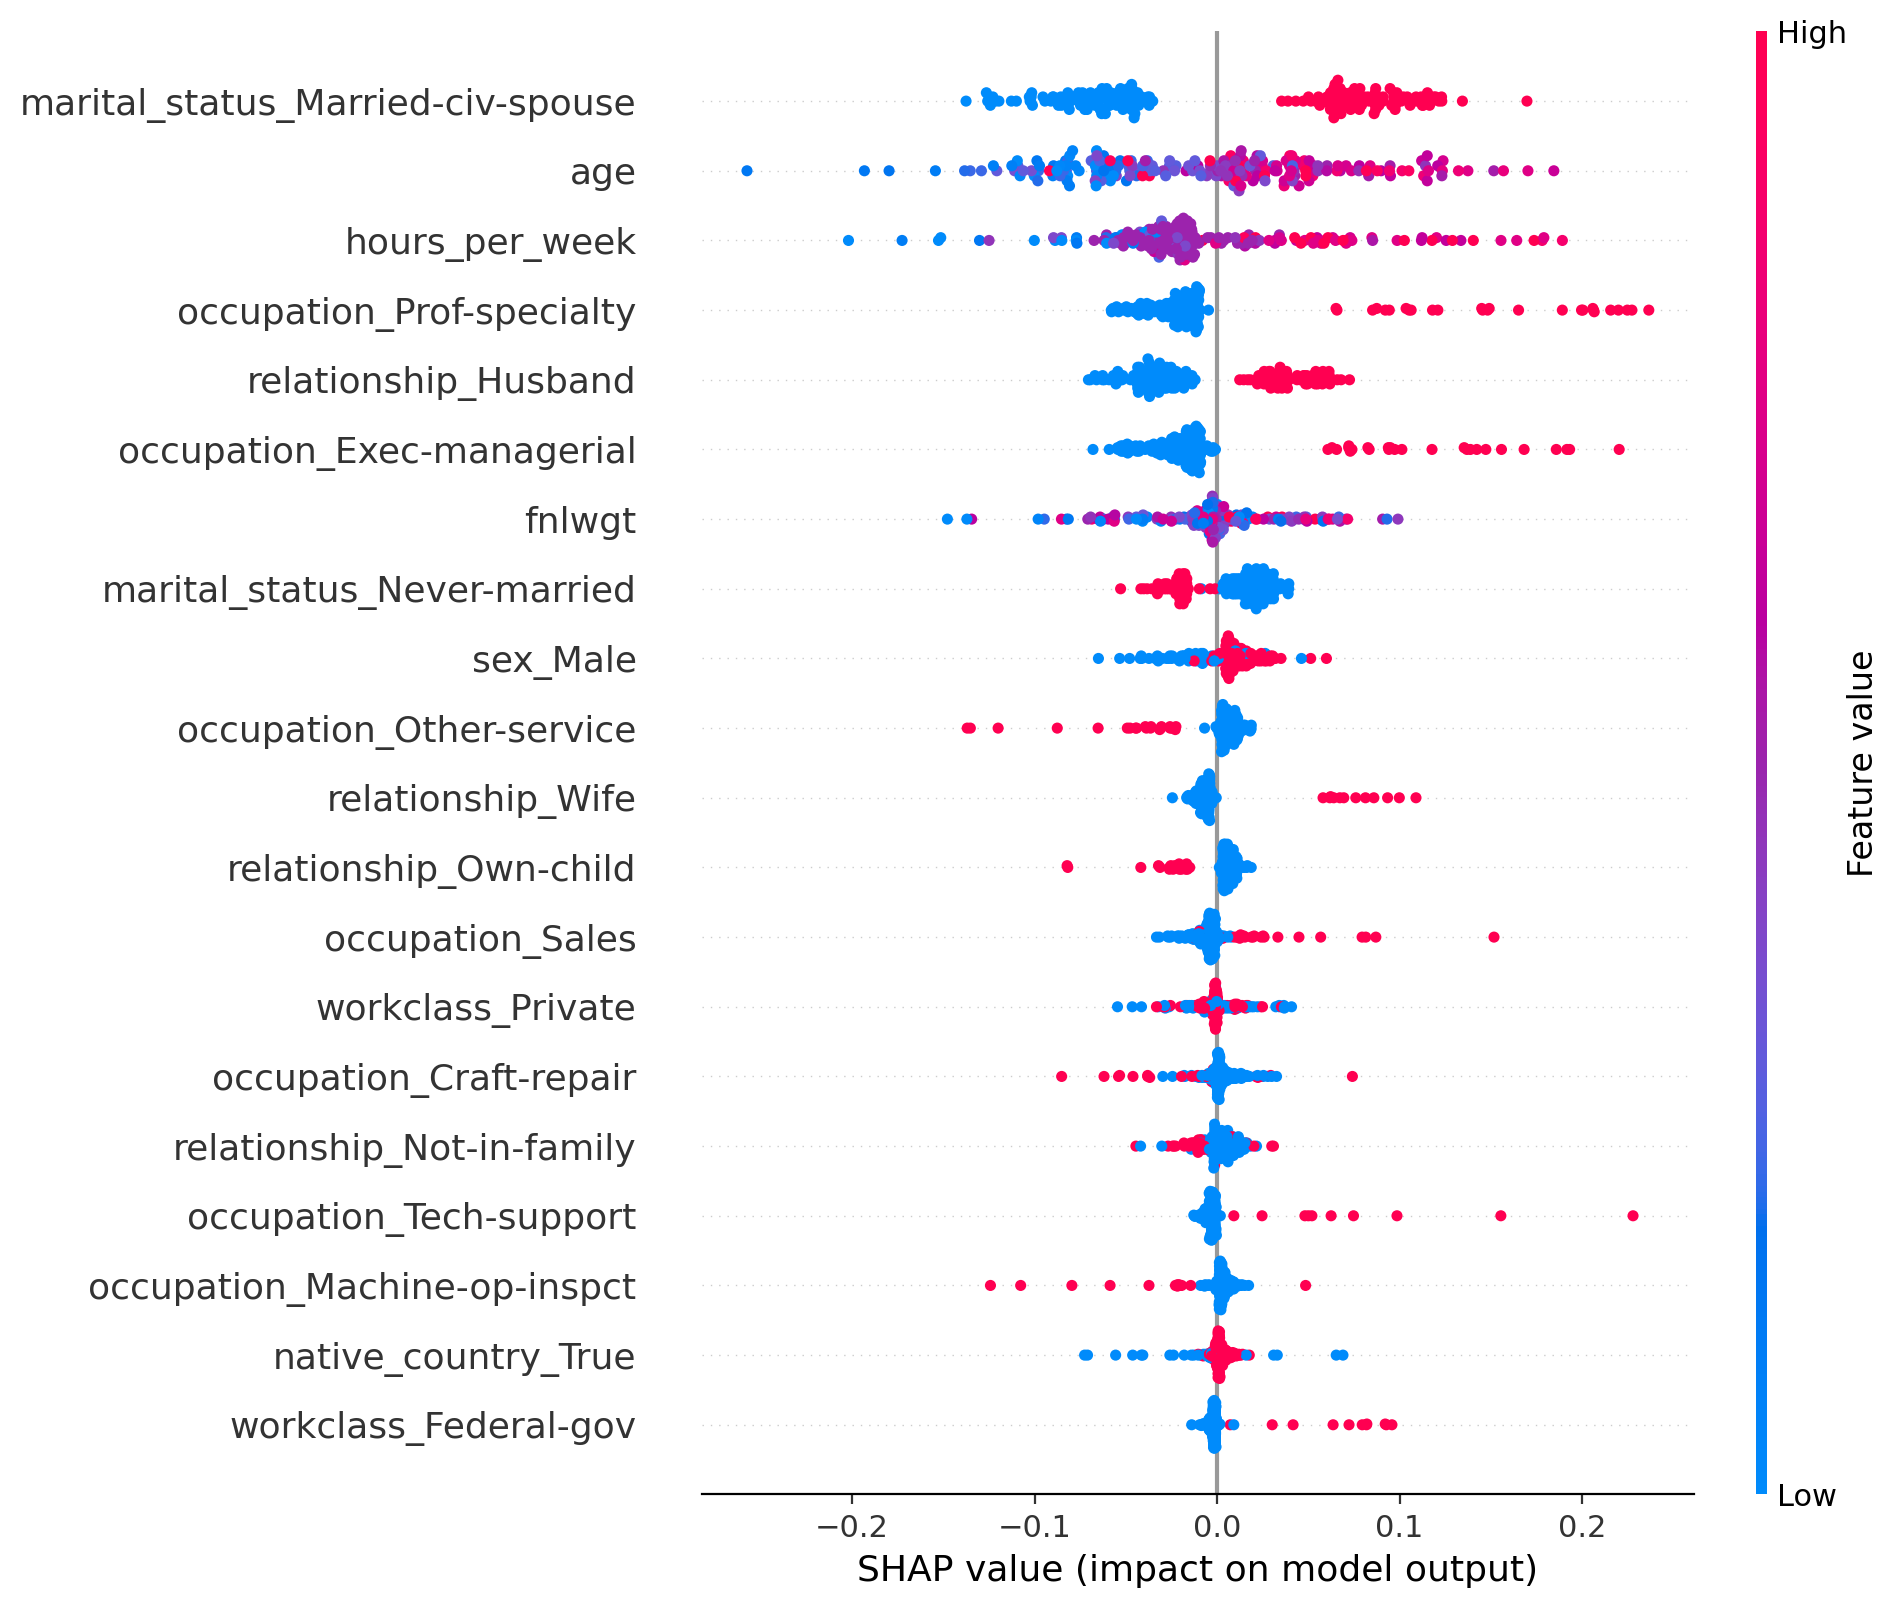 High
marital_status_Married-civ-spouse
age
hours_per_week
occupation_Prof-specialty
relationship_Husband
occupation_Exec-managerial
fnlwgt
marital_status_Never-married
sex_Male
occupation_Other-service
relationship_Wife
relationship_Own-child
occupation_Sales
workclass_Private
occupation_Craft-repair
relationship_Not-in-family
occupation_Tech-support
occupation_Machine-op-inspct
native_country_True
workclass_Federal-gov
Feature value
Low
−0.2 −0.1 0.0 0.1 0.2
SHAP value (impact on model output)